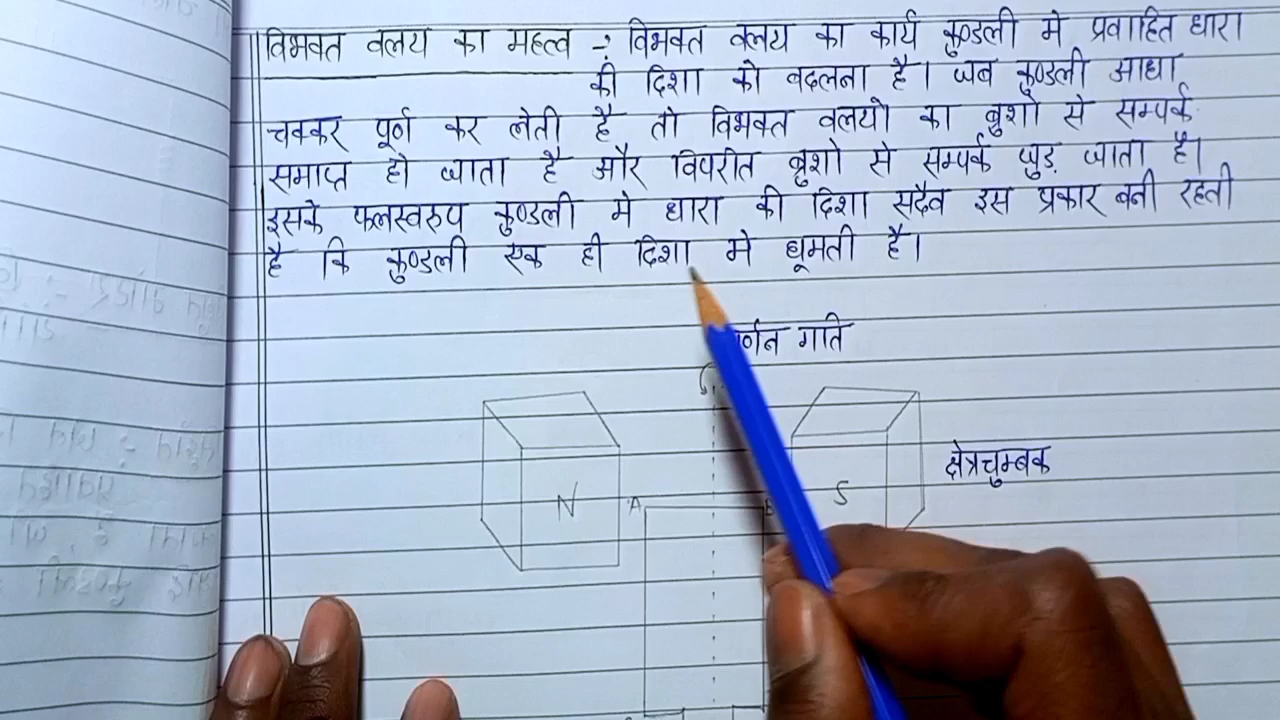 विभक्त वलय का महत्व -: विभक्त वलय का कार्य कुण्डली मे प्रवाहित धारा
की दिशा को बदलना है। जब कुण्डली आधा
चक्कर पूर्ण कर लेती है तो विभक्त वलयो का ब्रुशो से सम्पर्क
समाप्त हो जाता है और विपरीत ब्रुशो से सम्पर्क जुड़ जाता है।
इसके फलस्वरुप कुण्डली मे धारा की दिशा सदैव इस प्रकार बनी रहती
है कि कुण्डली एक ही दिशा मे घूमती है।
गति
क्षेत्रचुम्बक
N A B S